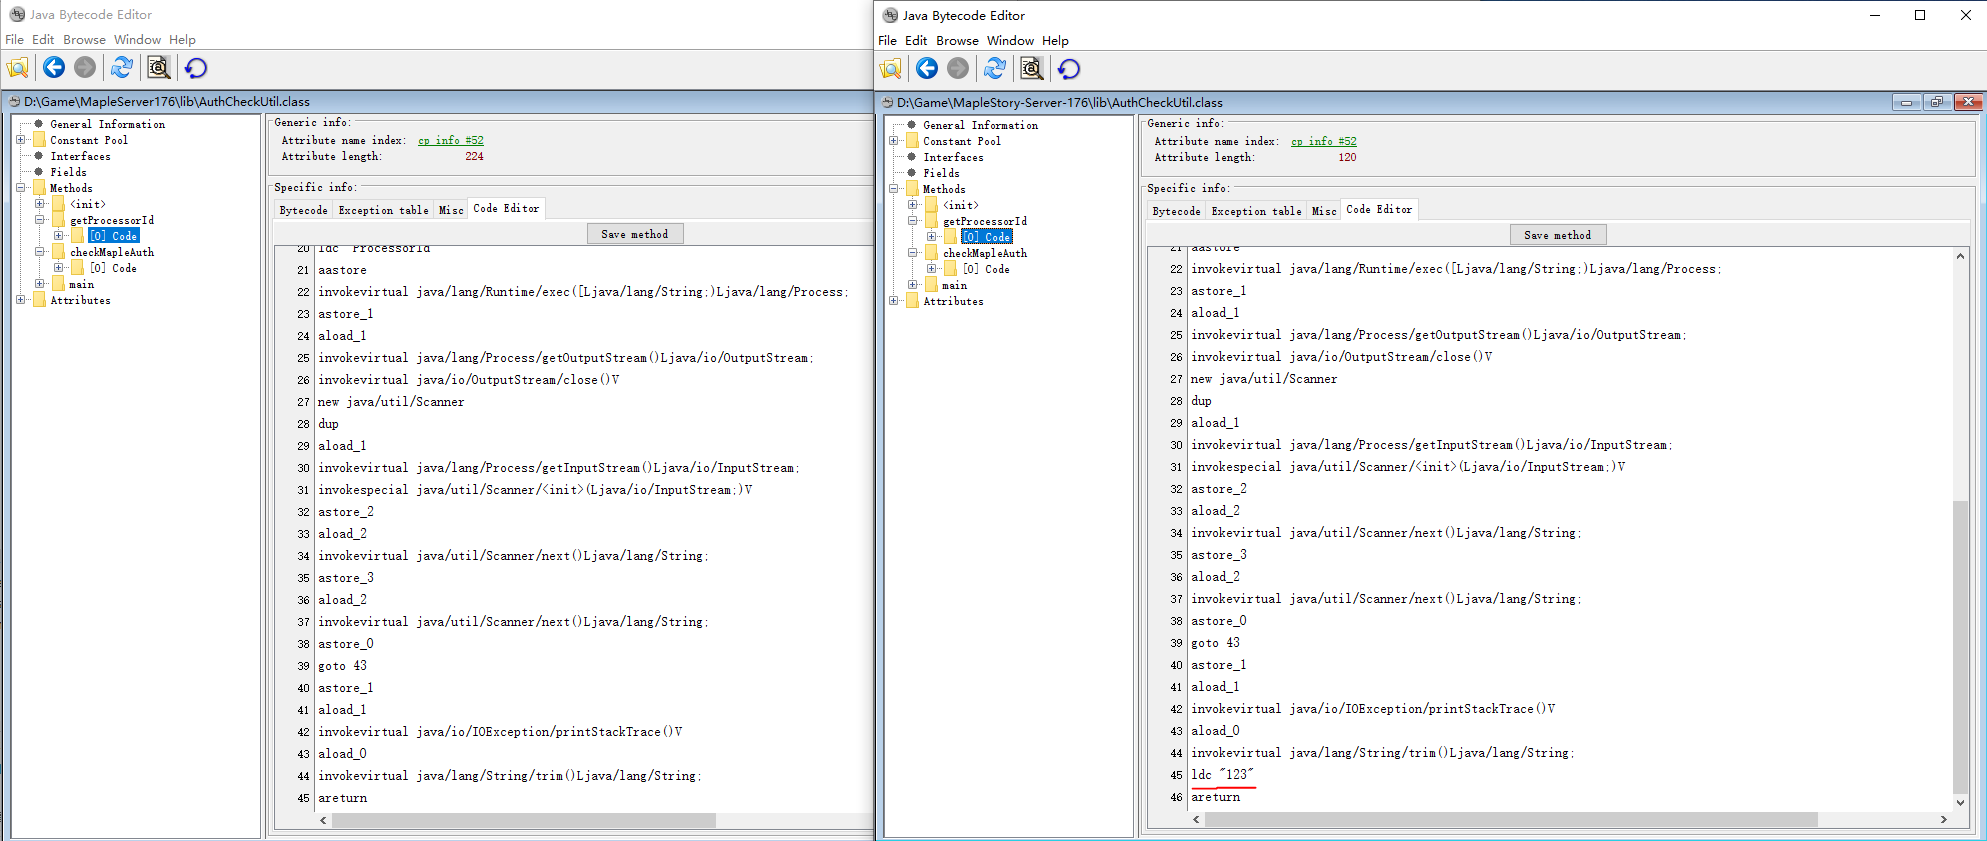 Java Bytecode Editor
File Edit Browse Window Help
D:\Game\MapleServer176\lib\AuthCheckUtil.class
General Information
Constant Pool
Interfaces
Fields
Methods
<init>
getProcessorId
[0] Code
checkMapleAuth
[0] Code
main
Attributes
Generic info:
Attribute name index: cp info #52
Attribute length: 224
Specific info:
Bytecode Exception table Misc Code Editor
Save method
20 ldc "ProcessorId"
21 aastore
22 invokevirtual java/lang/Runtime/exec([Ljava/lang/String;)Ljava/lang/Process;
23 astore_1
24 aload_1
25 invokevirtual java/lang/Process/getOutputStream()Ljava/io/OutputStream;
26 invokevirtual java/io/OutputStream/close()V
27 new java/util/Scanner
28 dup
29 aload_1
30 invokevirtual java/lang/Process/getInputStream()Ljava/io/InputStream;
31 invokespecial java/util/Scanner/<init>(Ljava/io/InputStream;)V
32 astore_2
33 aload_2
34 invokevirtual java/util/Scanner/next()Ljava/lang/String;
35 astore_3
36 aload_2
37 invokevirtual java/util/Scanner/next()Ljava/lang/String;
38 astore_0
39 goto 43
40 astore_1
41 aload_1
42 invokevirtual java/io/IOException/printStackTrace()V
43 aload_0
44 invokevirtual java/lang/String/trim()Ljava/lang/String;
45 areturn
Java Bytecode Editor
File Edit Browse Window Help
D:\Game\MapleStory-Server-176\lib\AuthCheckUtil.class
General Information
Constant Pool
Interfaces
Fields
Methods
<init>
getProcessorId
[0] Code
checkMapleAuth
[0] Code
main
Attributes
Generic info:
Attribute name index: cp info #52
Attribute length: 120
Specific info:
Bytecode Exception table Misc Code Editor
Save method
21 aastore
22 invokevirtual java/lang/Runtime/exec([Ljava/lang/String;)Ljava/lang/Process;
23 astore_1
24 aload_1
25 invokevirtual java/lang/Process/getOutputStream()Ljava/io/OutputStream;
26 invokevirtual java/io/OutputStream/close()V
27 new java/util/Scanner
28 dup
29 aload_1
30 invokevirtual java/lang/Process/getInputStream()Ljava/io/InputStream;
31 invokespecial java/util/Scanner/<init>(Ljava/io/InputStream;)V
32 astore_2
33 aload_2
34 invokevirtual java/util/Scanner/next()Ljava/lang/String;
35 astore_3
36 aload_2
37 invokevirtual java/util/Scanner/next()Ljava/lang/String;
38 astore_0
39 goto 43
40 astore_1
41 aload_1
42 invokevirtual java/io/IOException/printStackTrace()V
43 aload_0
44 invokevirtual java/lang/String/trim()Ljava/lang/String;
45 ldc "123"
46 areturn